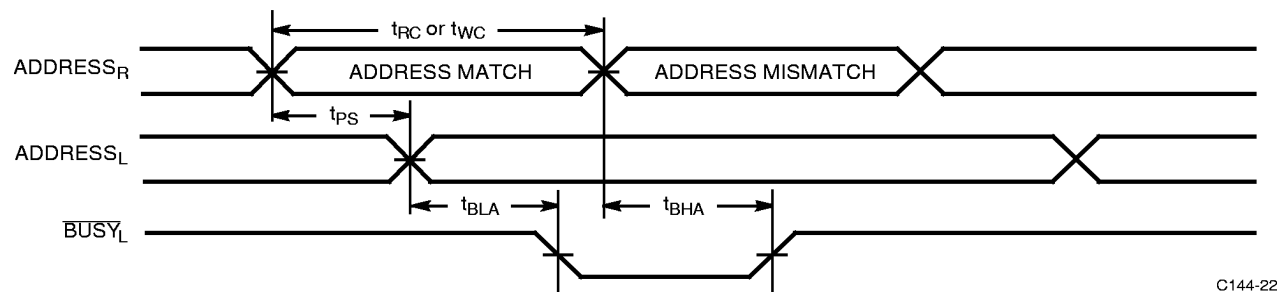 tRC or tWC
ADDRESSR ADDRESS MATCH ADDRESS MISMATCH
tPS
ADDRESSL
tBLA tBHA
BUSYL
C144-22